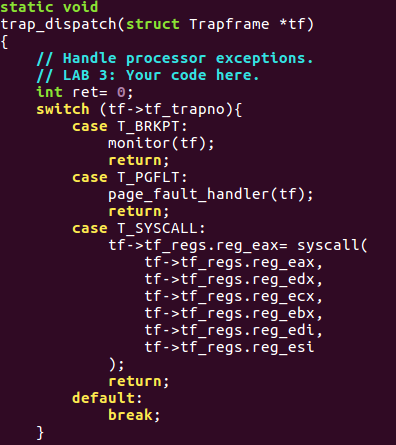 static void
trap_dispatch(struct Trapframe *tf)
{
    // Handle processor exceptions.
    // LAB 3: Your code here.
    int ret= 0;
    switch (tf->tf_trapno){
        case T_BRKPT:
            monitor(tf);
            return;
        case T_PGFLT:
            page_fault_handler(tf);
            return;
        case T_SYSCALL:
            tf->tf_regs.reg_eax= syscall(
                tf->tf_regs.reg_eax,
                tf->tf_regs.reg_edx,
                tf->tf_regs.reg_ecx,
                tf->tf_regs.reg_ebx,
                tf->tf_regs.reg_edi,
                tf->tf_regs.reg_esi
            );
            return;
        default:
            break;
    }